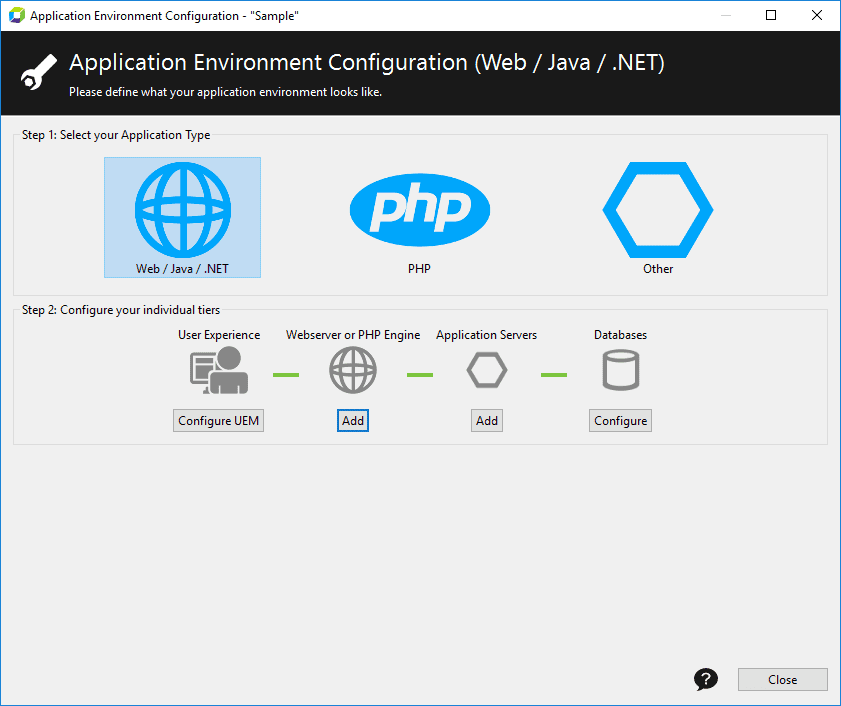 Application Environment Configuration - "Sample"
Application Environment Configuration (Web / Java / .NET)
Please define what your application environment looks like.
Step 1: Select your Application Type
php
Web / Java / .NET
PHP
Other
Step 2: Configure your individual tiers
User Experience
Webserver or PHP Engine
Application Servers
Databases
Configure UEM
Add
Add
Configure
?
Close